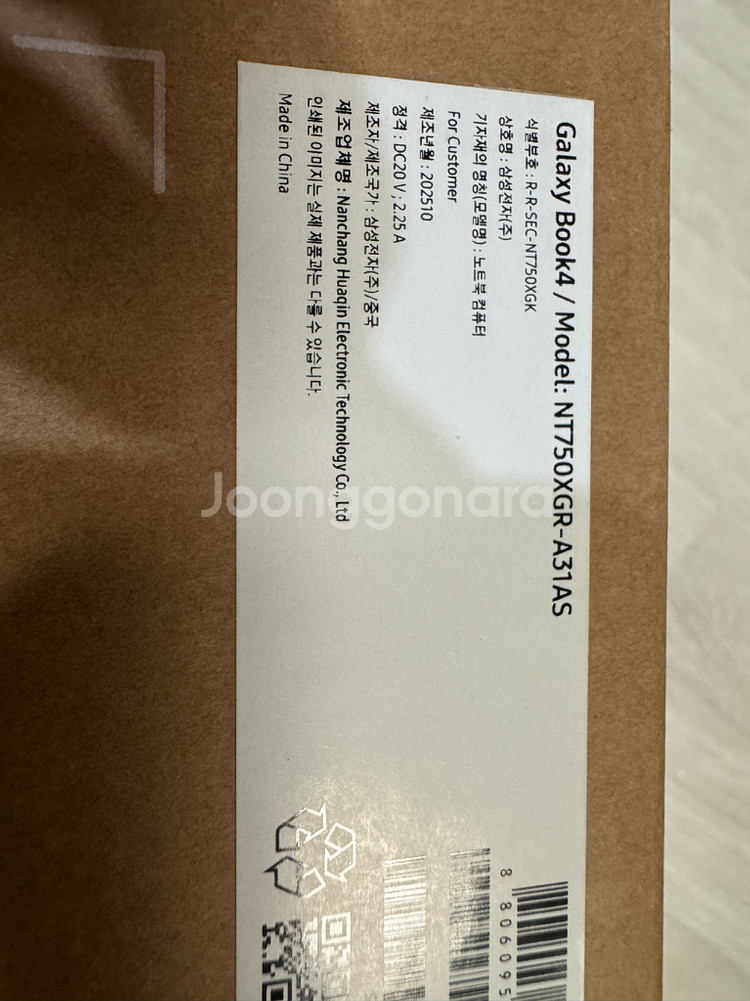 Galaxy Book4 / Model: NT750XGR-A31AS
식별부호 : R-R-SEC-NT750XGK
상호명 : 삼성전자(주)
기자재의 명칭(모델명) : 노트북 컴퓨터
For Customer
제조년월 : 202510
정격 : DC20 V ; 2.25 A
제조자/제조국가 : 삼성전자(주)/중국
제조업체명 : Nanchang Huaqin Electronic Technology Co., Ltd
인쇄된 이미지는 실제 제품과는 다를 수 있습니다.
Made in China
8 806095
Joonggonara